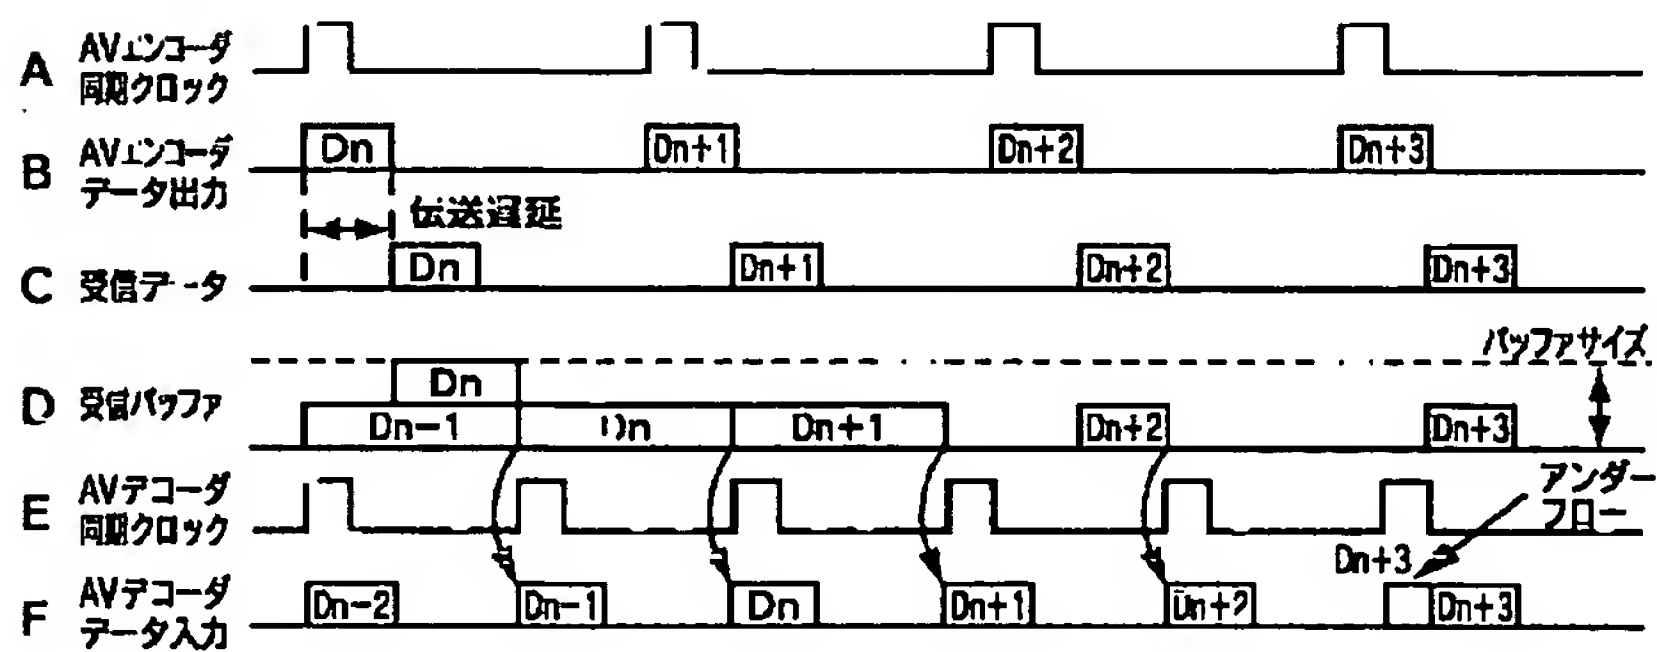 A AVエンコーダ
同期クロック
B AVエンコーダ
データ出力
Dn Dn+1 Dn+2 Dn+3
伝送遅延
C 受信データ
Dn Dn+1 Dn+2 Dn+3
バッファサイズ
D 受信バッファ
Dn
Dn-1 Dn Dn+1 Dn+2 Dn+3
E AVデコーダ
同期クロック
アンダー
フロー
Dn+3
F AVデコーダ
データ入力
Dn-2 Dn-1 Dn Dn+1 Dn+2 Dn+3